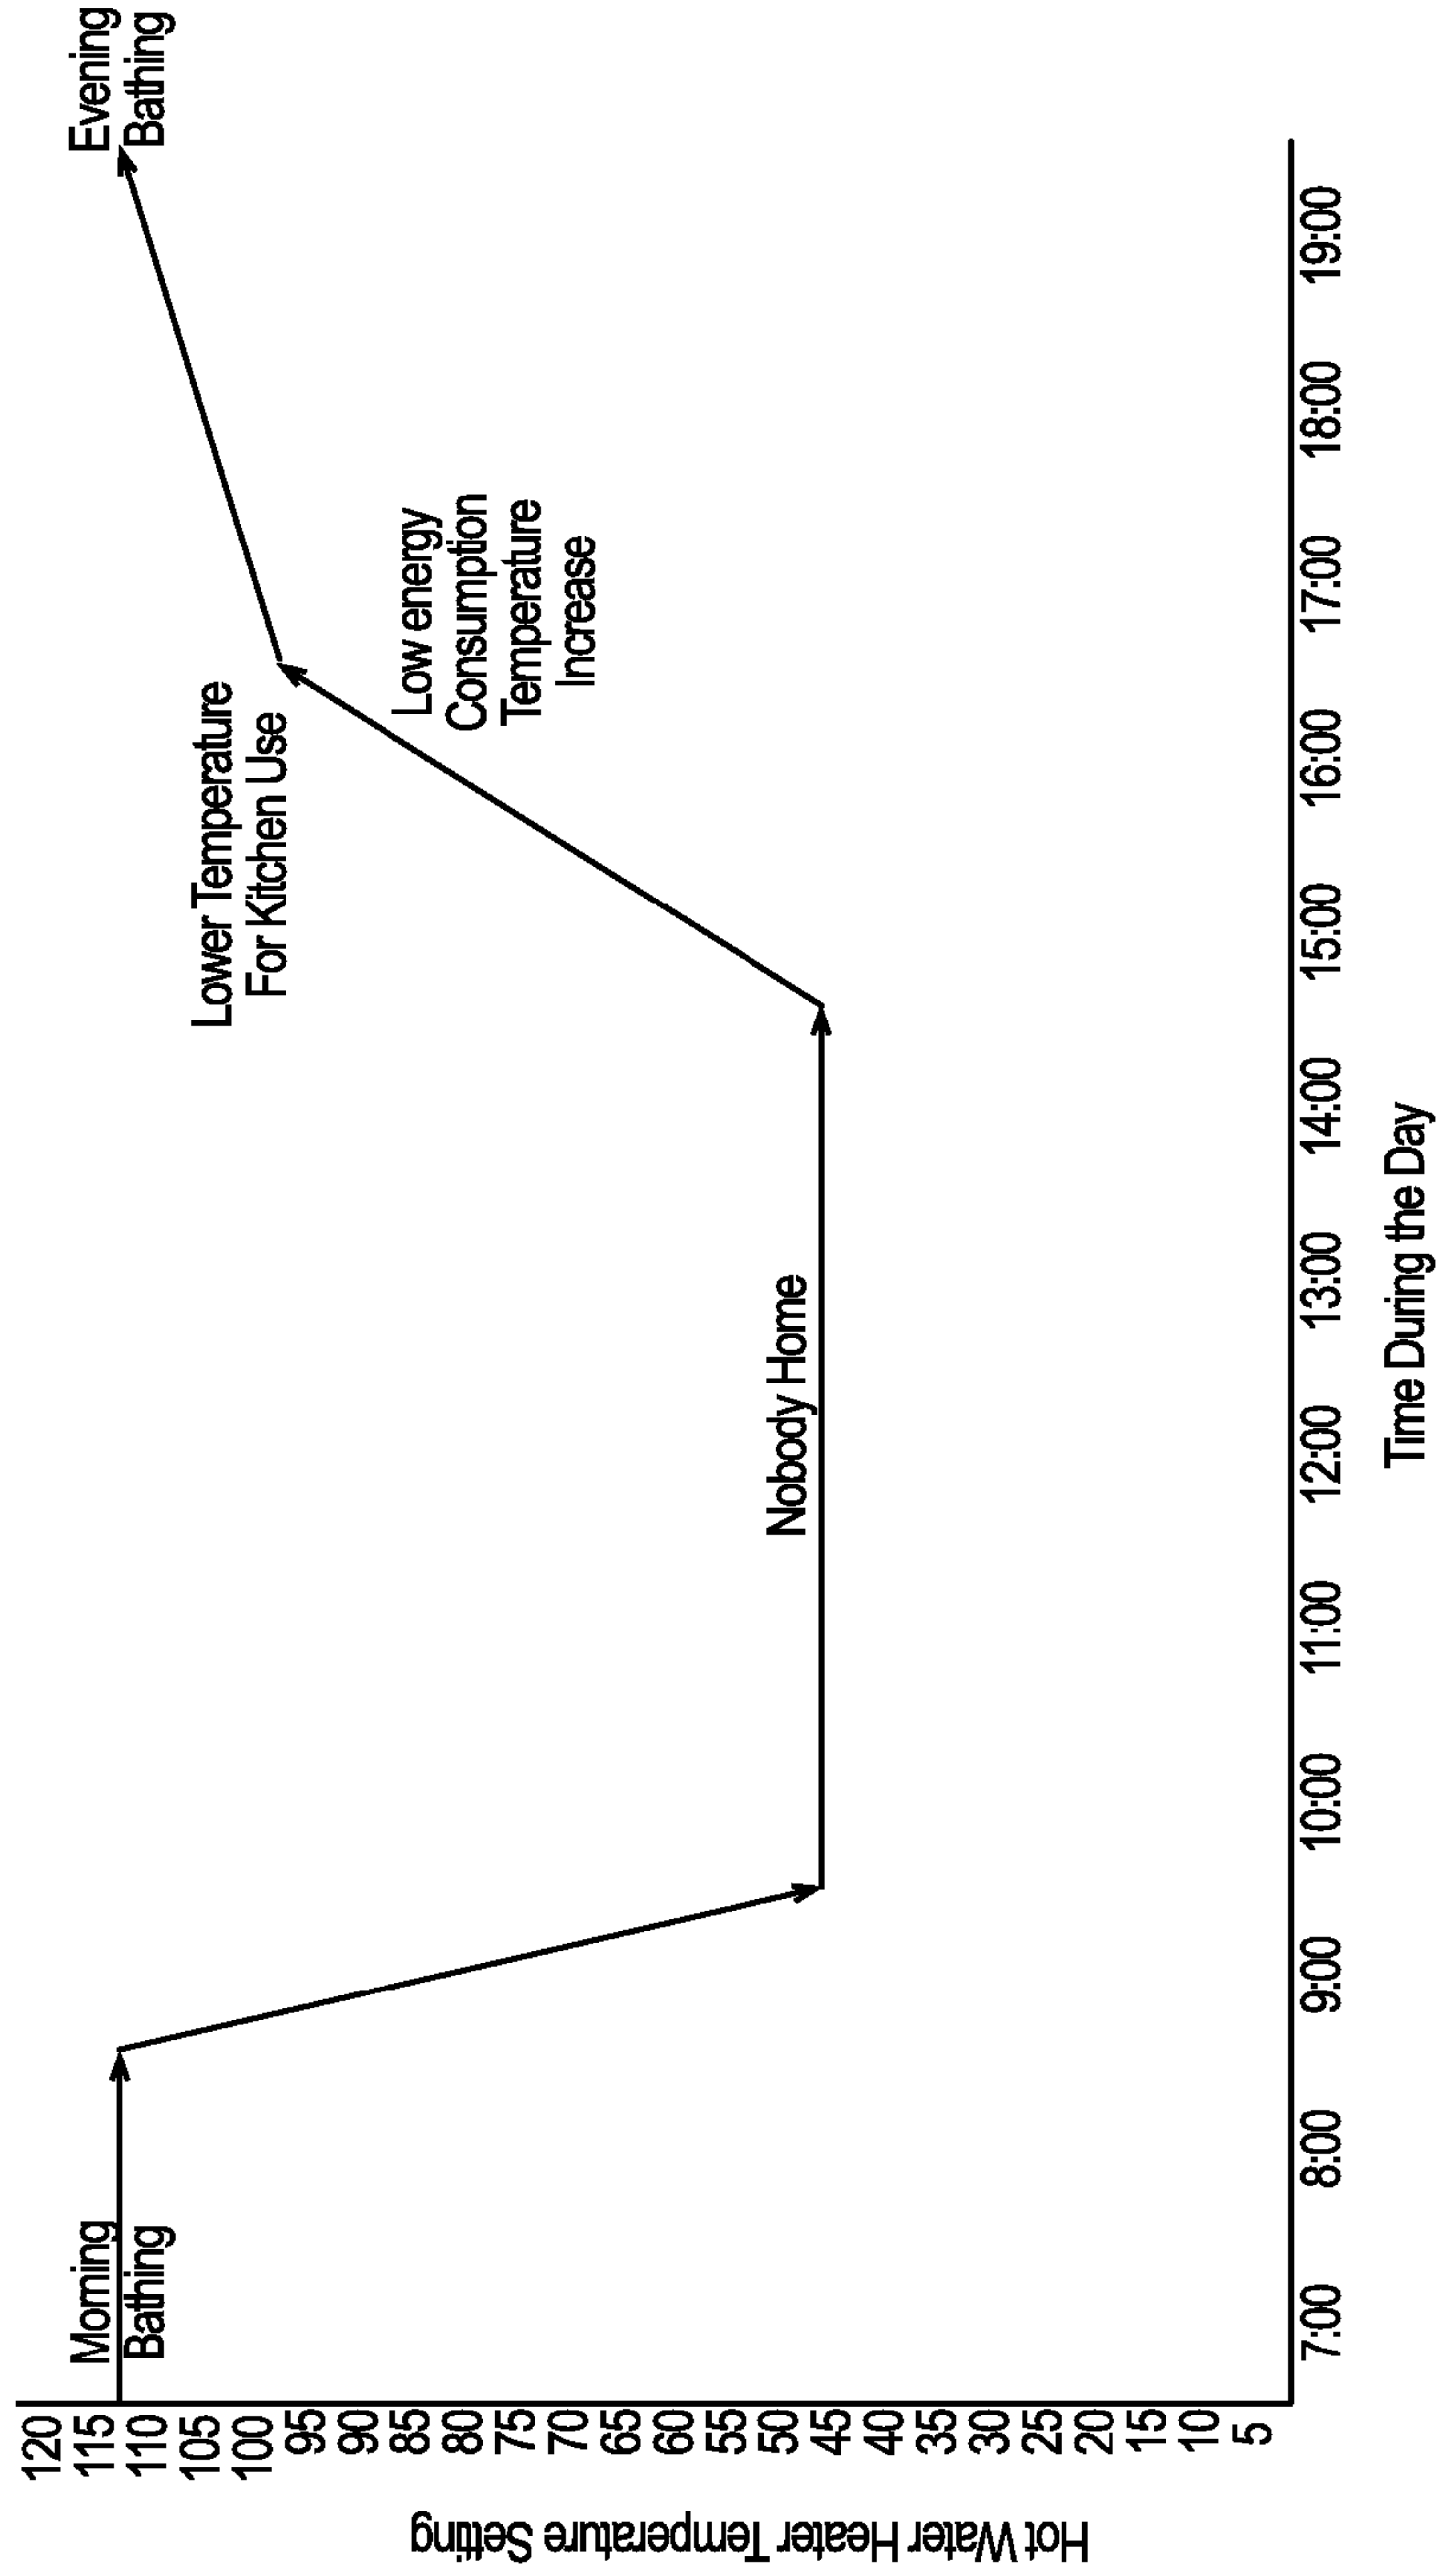 Hot Water Heater Temperature Setting
120
115
110
105
100
95
90
85
80
75
70
65
60
55
50
45
40
35
30
25
20
15
10
5
Morning
Bathing
Nobody Home
Lower Temperature
For Kitchen Use
Low energy
Consumption
Temperature
Increase
Evening
Bathing
7:00 8:00 9:00 10:00 11:00 12:00 13:00 14:00 15:00 16:00 17:00 18:00 19:00
Time During the Day